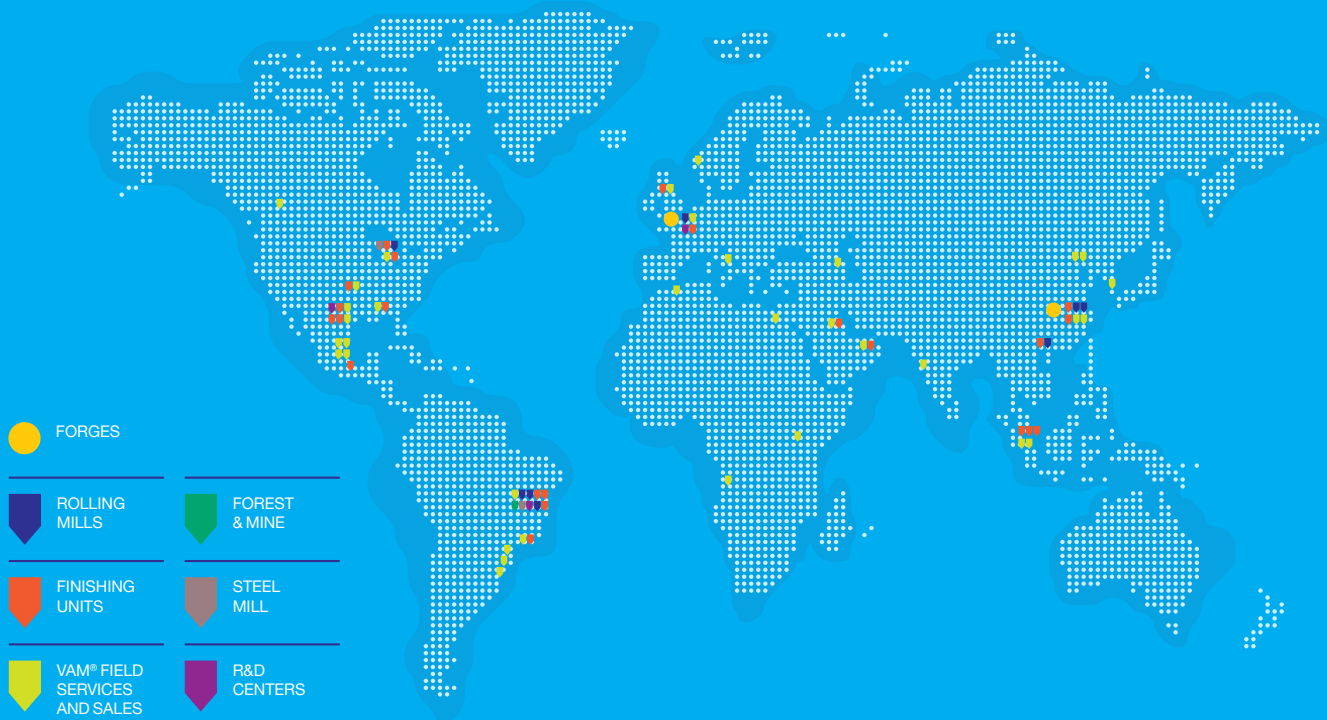 FORGES
ROLLING
MILLS
FOREST
& MINE
FINISHING
UNITS
STEEL
MILL
VAM® FIELD
SERVICES
AND SALES
R&D
CENTERS